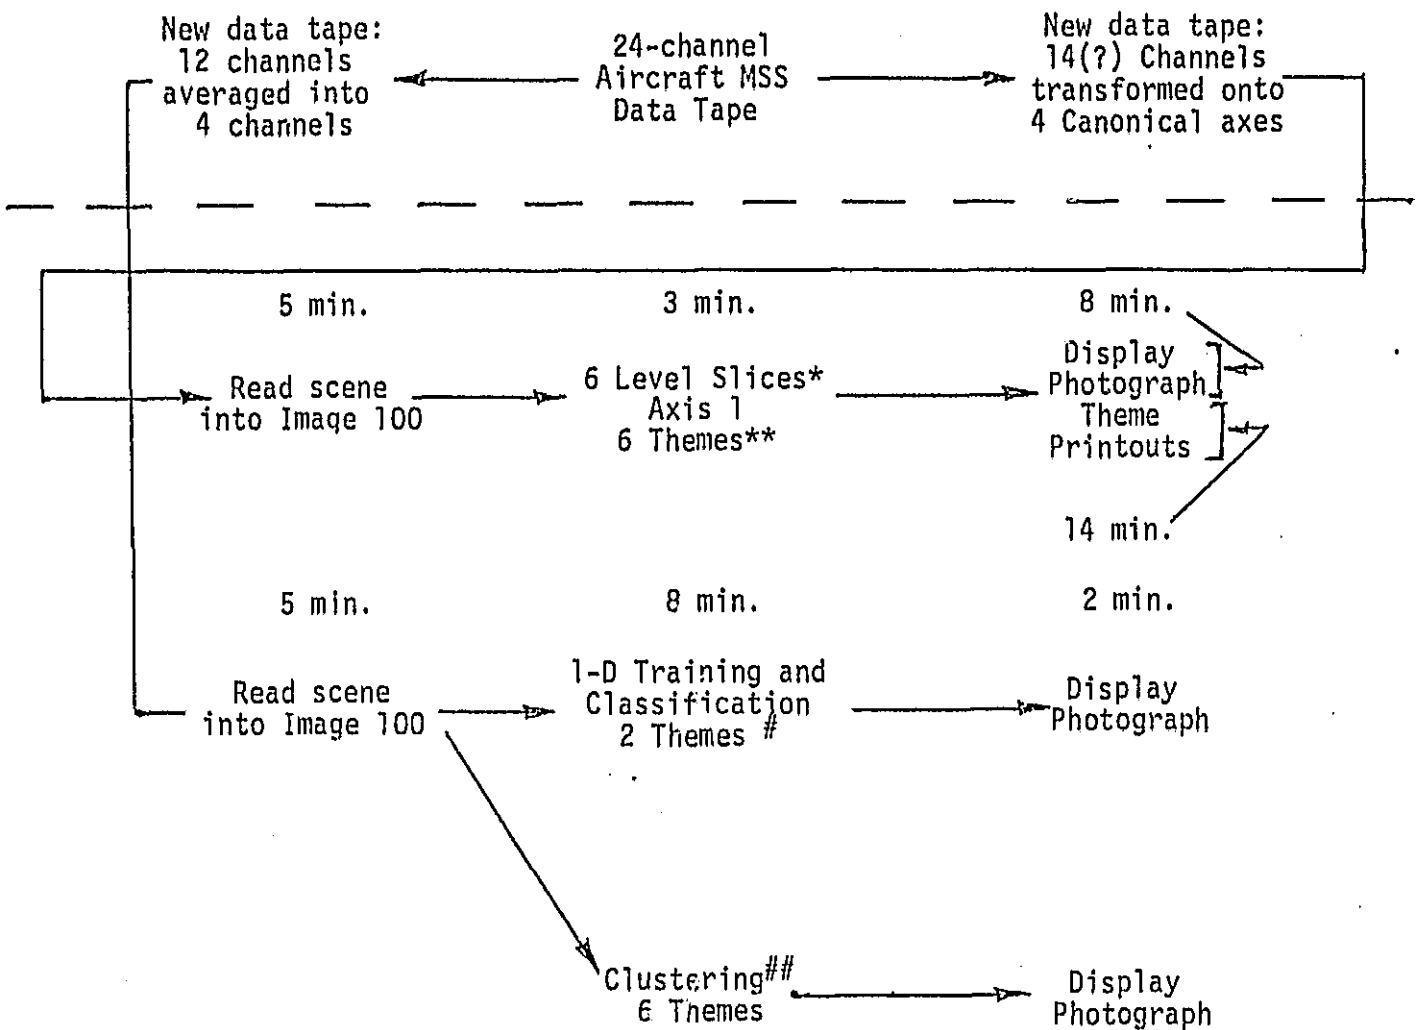 New data tape:
12 channels
averaged into
4 channels
24-channel
Aircraft MSS
Data Tape
New data tape:
14(?) Channels
transformed onto
4 Canonical axes
5 min.
3 min.
8 min.
Read scene
into Image 100
6 Level Slices*
Axis 1
6 Themes**
Display
Photograph
Theme
Printouts
14 min.
5 min.
8 min.
2 min.
Read scene
into Image 100
1-D Training and
Classification
2 Themes #
Display
Photograph
Clustering##
6 Themes
Display
Photograph